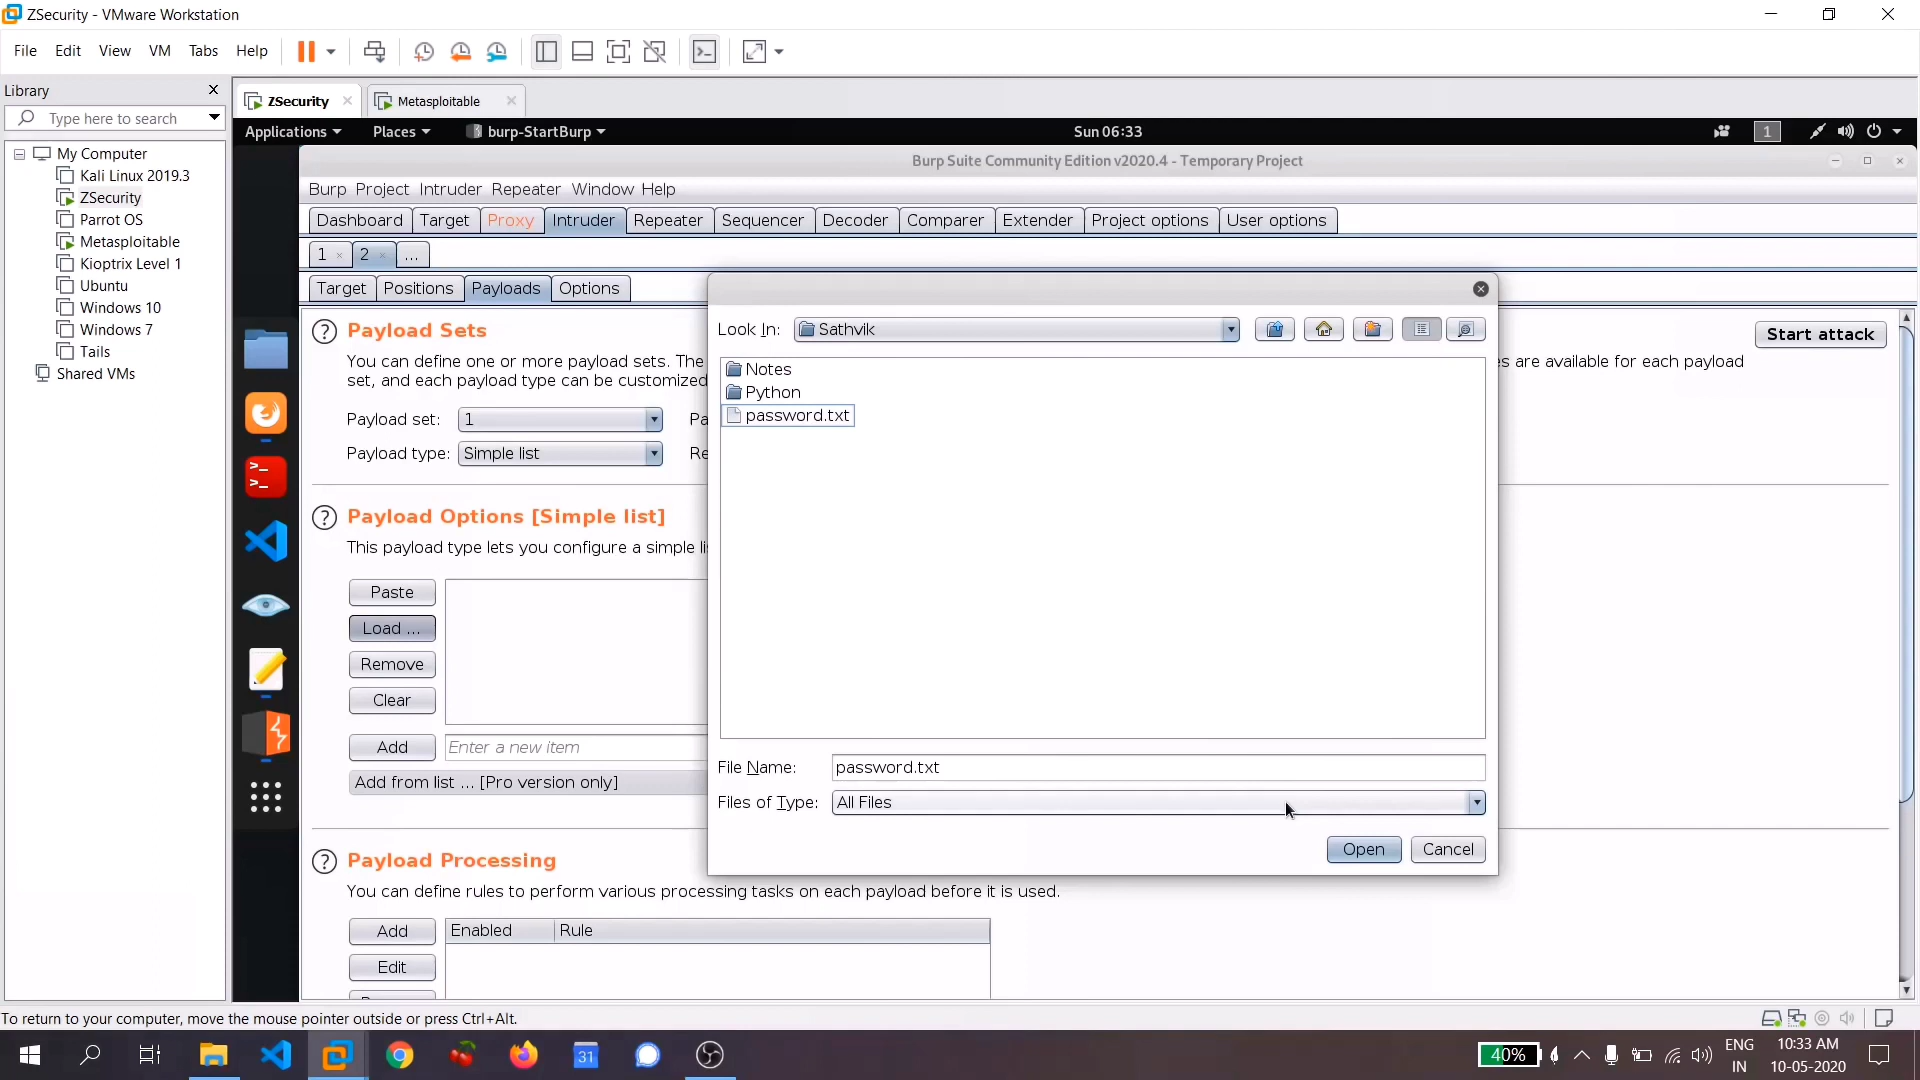 ZSecurity - VMware Workstation
File Edit View VM Tabs Help
Library
Type here to search
My Computer
Kali Linux 2019.3
ZSecurity
Parrot OS
Metasploitable
Kioptrix Level 1
Ubuntu
Windows 10
Windows 7
Tails
Shared VMs
ZSecurity
Metasploitable
Applications Places burp-StartBurp Sun 06:33 1
Burp Suite Community Edition v2020.4 - Temporary Project
Burp Project Intruder Repeater Window Help
Dashboard Target Proxy Intruder Repeater Sequencer Decoder Comparer Extender Project options User options
1 × 2 × ...
Target Positions Payloads Options
Payload Sets
Start attack
You can define one or more payload sets. The
es are available for each payload
set, and each payload type can be customized
Payload set: 1 Pa
Payload type: Simple list Re
Payload Options [Simple list]
This payload type lets you configure a simple li
Paste
Load ...
Remove
Clear
Add Enter a new item
Add from list ... [Pro version only]
Payload Processing
You can define rules to perform various processing tasks on each payload before it is used.
Add Enabled Rule
Edit
Look In: Sathvik
Notes
Python
password.txt
File Name: password.txt
Files of Type: All Files
Open Cancel
To return to your computer, move the mouse pointer outside or press Ctrl+Alt.
31
40%
ENG
IN
10:33 AM
10-05-2020